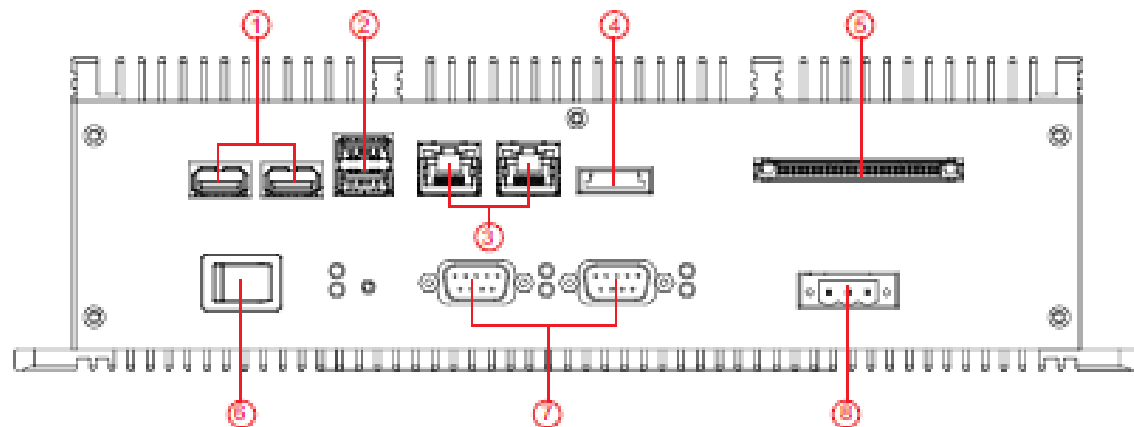 ① ② ④ ⑤
③
⑥ ⑦ ⑧